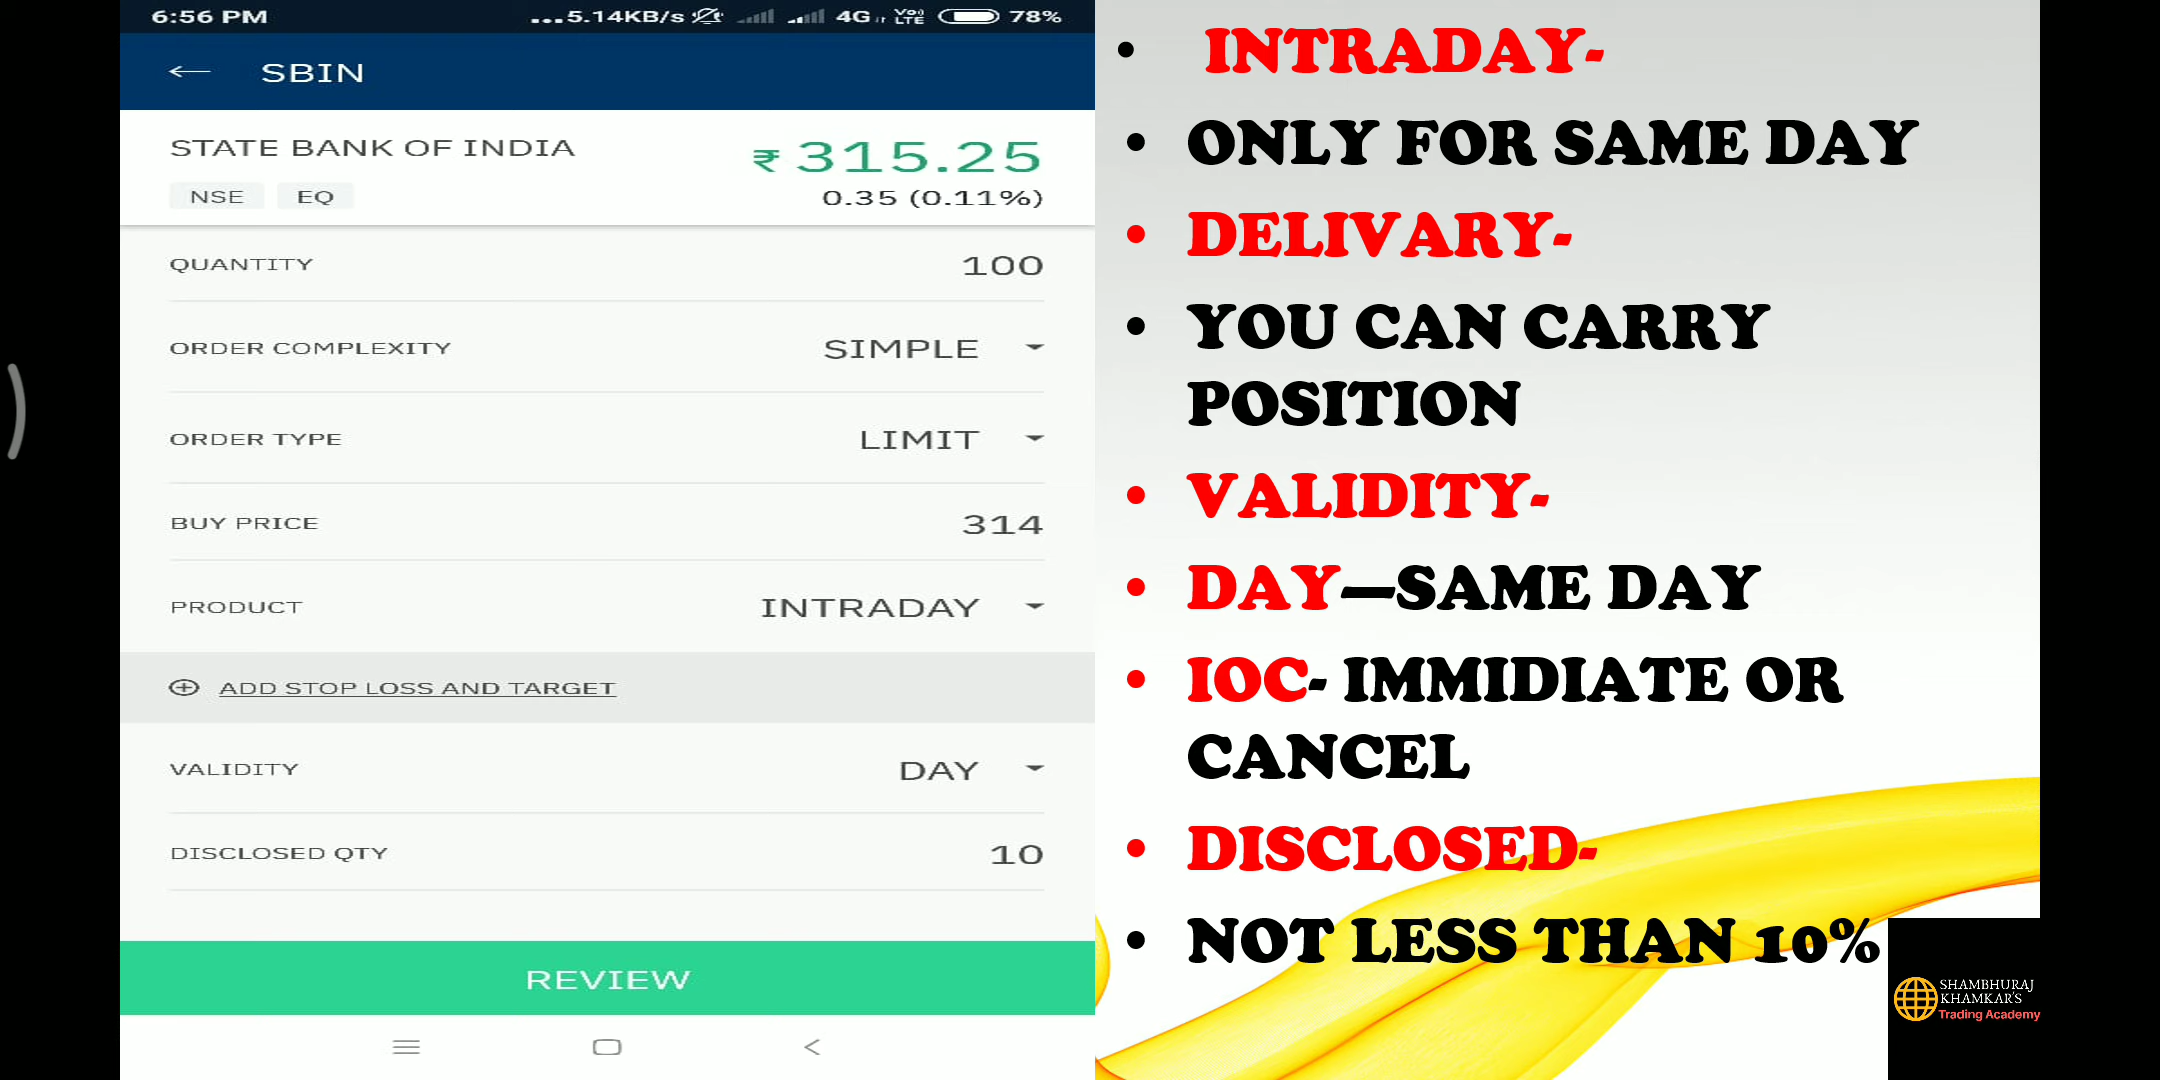 6:56 PM
...5.14KB/s 4G VoLTE 78%
SBIN
STATE BANK OF INDIA
₹ 315.25
NSE EQ
0.35 (0.11%)
QUANTITY 100
ORDER COMPLEXITY SIMPLE
ORDER TYPE LIMIT
BUY PRICE 314
PRODUCT INTRADAY
ADD STOP LOSS AND TARGET
VALIDITY DAY
DISCLOSED QTY 10
REVIEW
• INTRADAY-
• ONLY FOR SAME DAY
• DELIVARY-
• YOU CAN CARRY
POSITION
• VALIDITY-
• DAY—SAME DAY
• IOC- IMMIDIATE OR
CANCEL
• DISCLOSED-
• NOT LESS THAN 10%
SHAMBHURAJ
KHAMKAR'S
Trading Academy